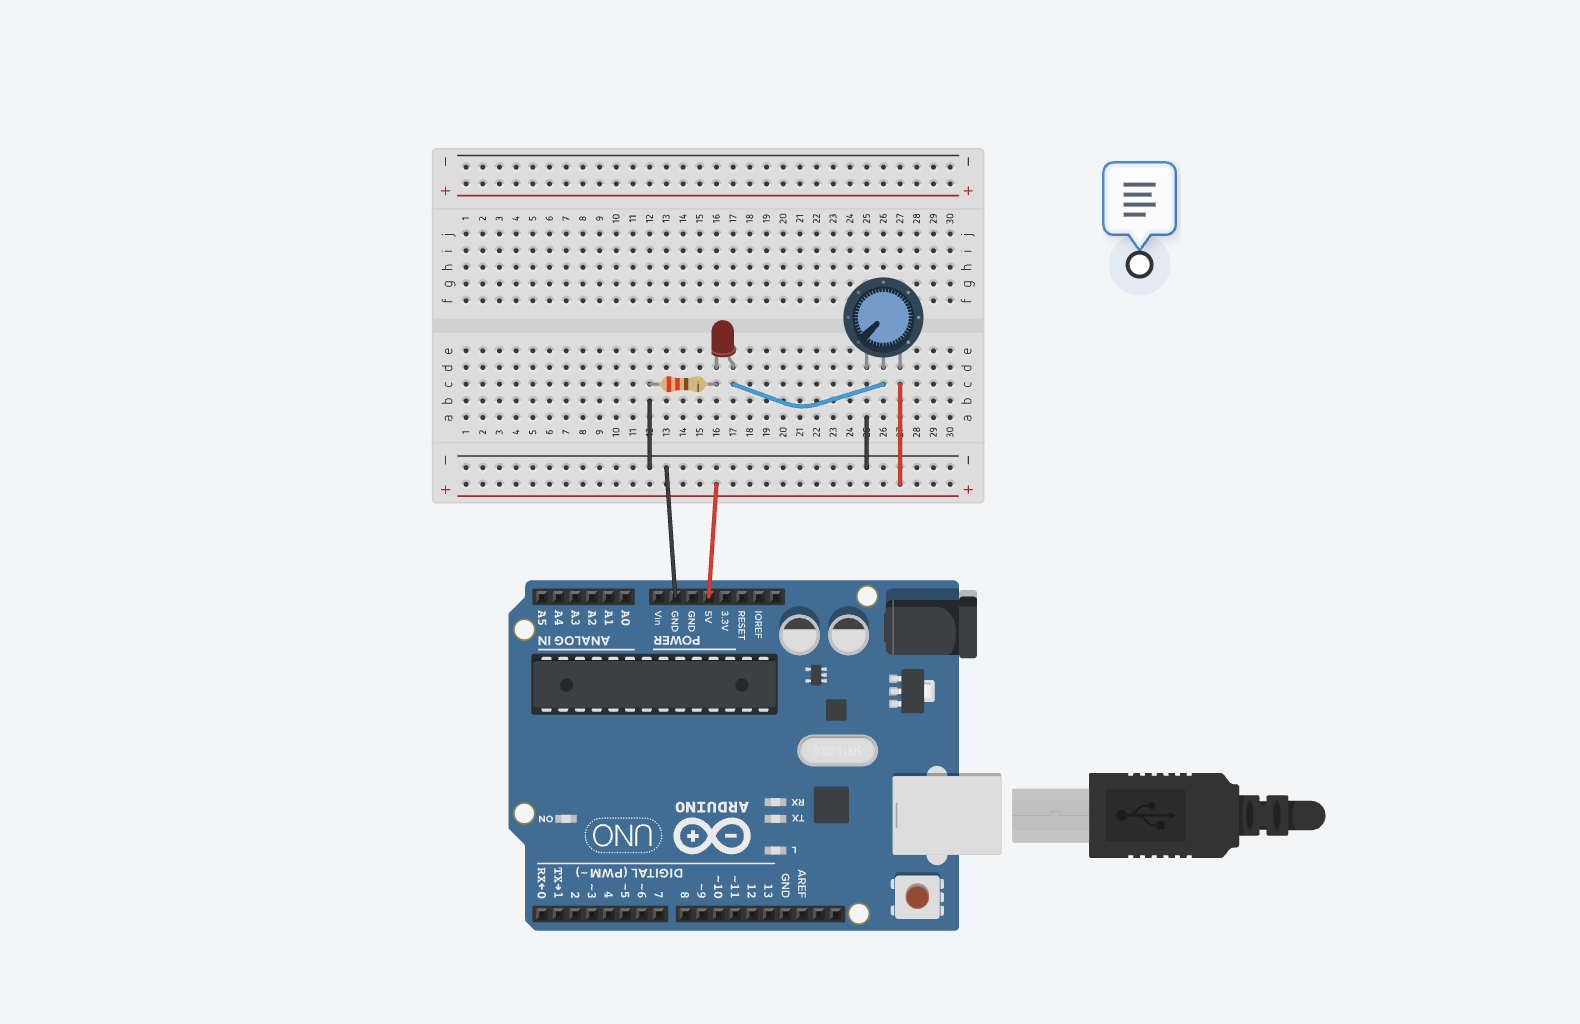 − −
+ +
1 2 3 4 5 6 7 8 9 10 11 12 13 14 15 16 17 18 19 20 21 22 23 24 25 26 27 28 29 30
j j
i i
h h
g g
f f
e e
d d
c c
b b
a a
1 2 3 4 5 6 7 8 9 10 11 12 13 14 15 16 17 18 19 20 21 22 23 24 25 26 27 28 29 30
− −
+ +
A5 A4 A3 A2 A1 A0 Vin GND GND 5V 3.3V RESET IOREF
ANALOG IN POWER
ARDUINO RX
ON UNO TX
L
DIGITAL (PWM~)
RX←0 TX→1 2 ~3 4 ~5 ~6 7 8 ~9 ~10 ~11 12 13 GND AREF